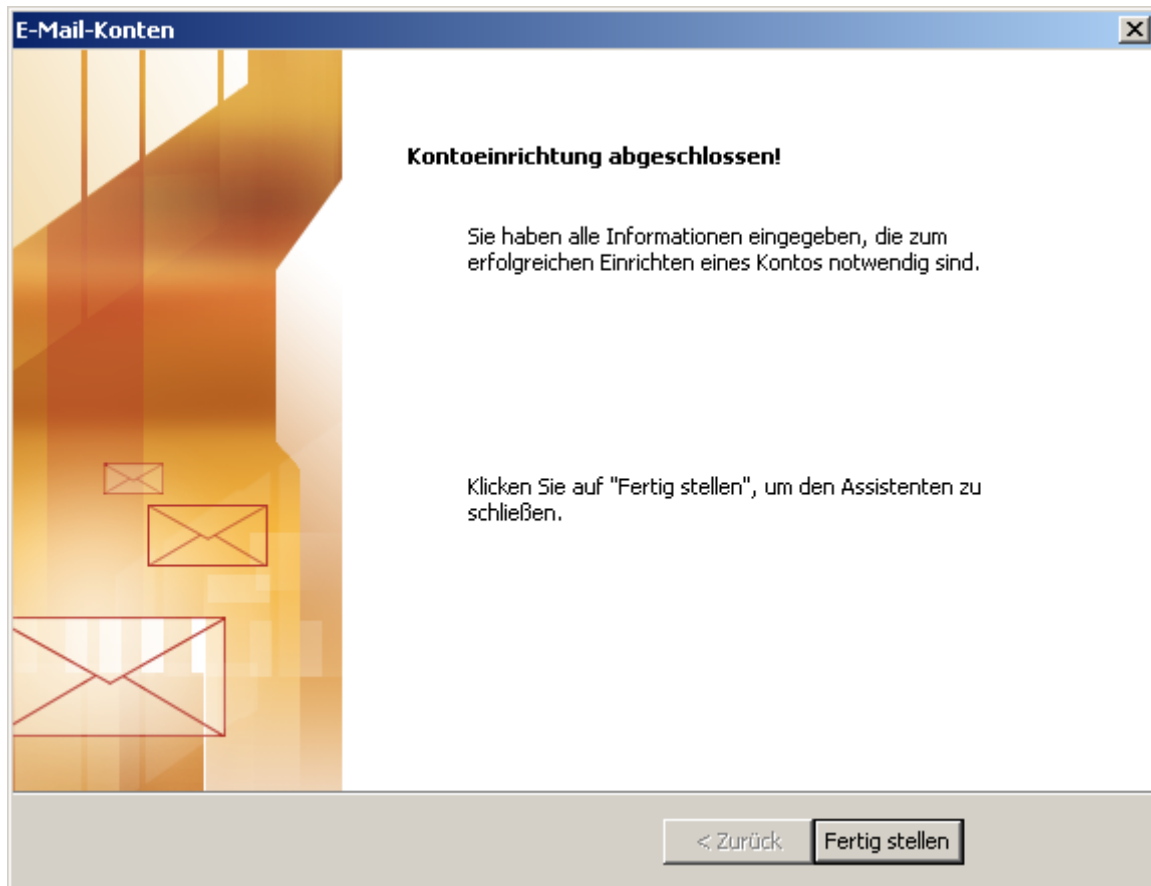 E-Mail-Konten
Kontoeinrichtung abgeschlossen!
Sie haben alle Informationen eingegeben, die zum
erfolgreichen Einrichten eines Kontos notwendig sind.
Klicken Sie auf "Fertig stellen", um den Assistenten zu
schließen.
< Zurück
Fertig stellen